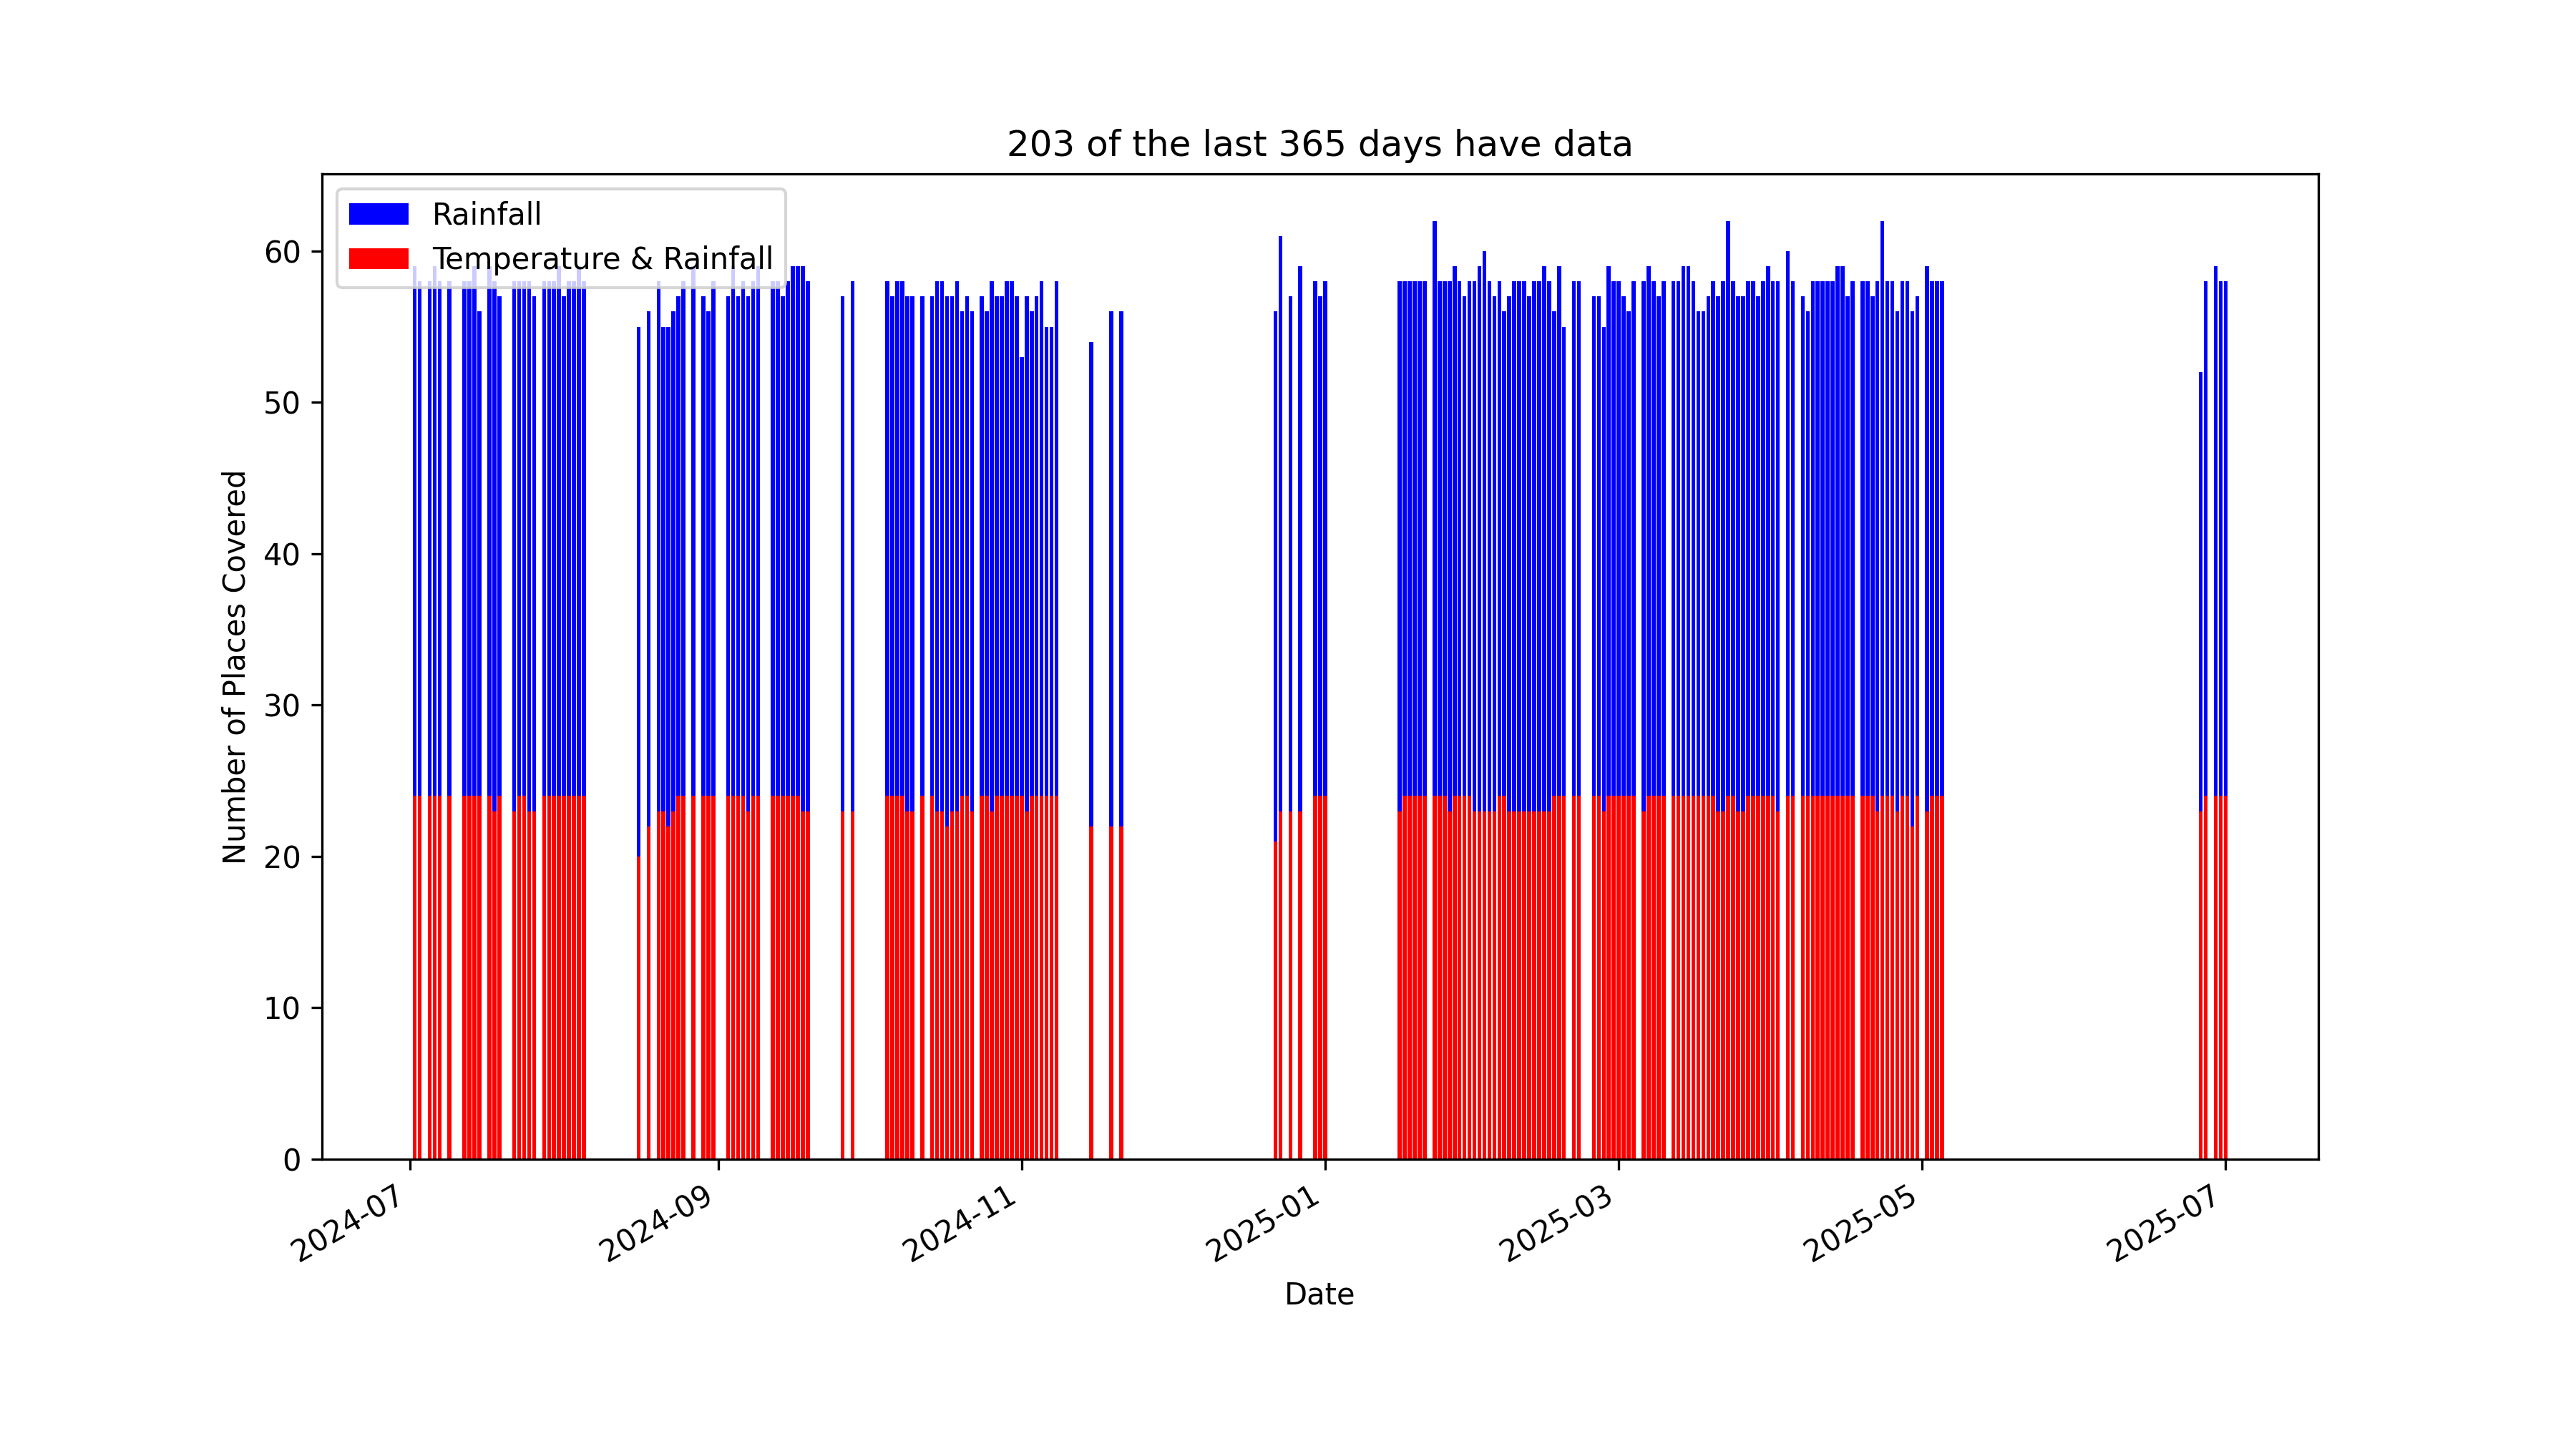 203 of the last 365 days have data
Rainfall
Temperature & Rainfall
Number of Places Covered
60
50
40
30
20
10
0
2024-07
2024-09
2024-11
2025-01
2025-03
2025-05
2025-07
Date